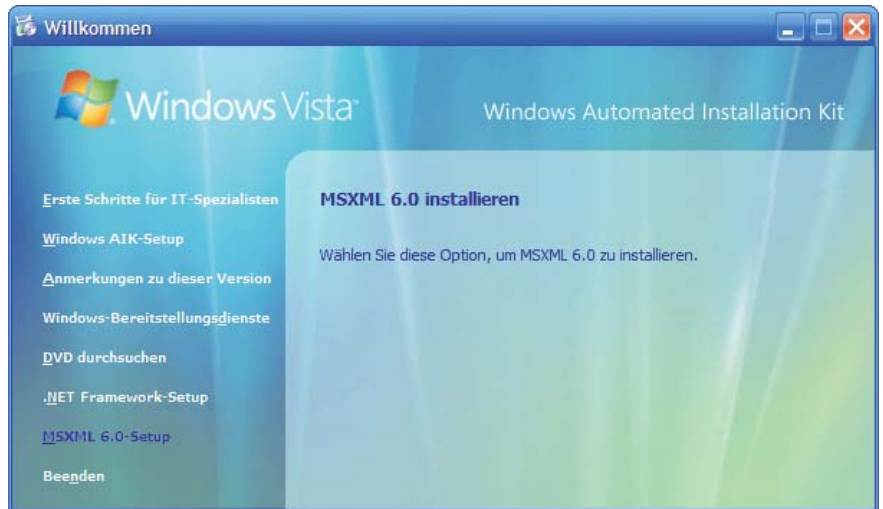 Willkommen
Windows Vista™
Windows Automated Installation Kit
Erste Schritte für IT-Spezialisten
Windows AIK-Setup
Anmerkungen zu dieser Version
Windows-Bereitstellungsdienste
DVD durchsuchen
.NET Framework-Setup
MSXML 6.0-Setup
Beenden
MSXML 6.0 installieren
Wählen Sie diese Option, um MSXML 6.0 zu installieren.